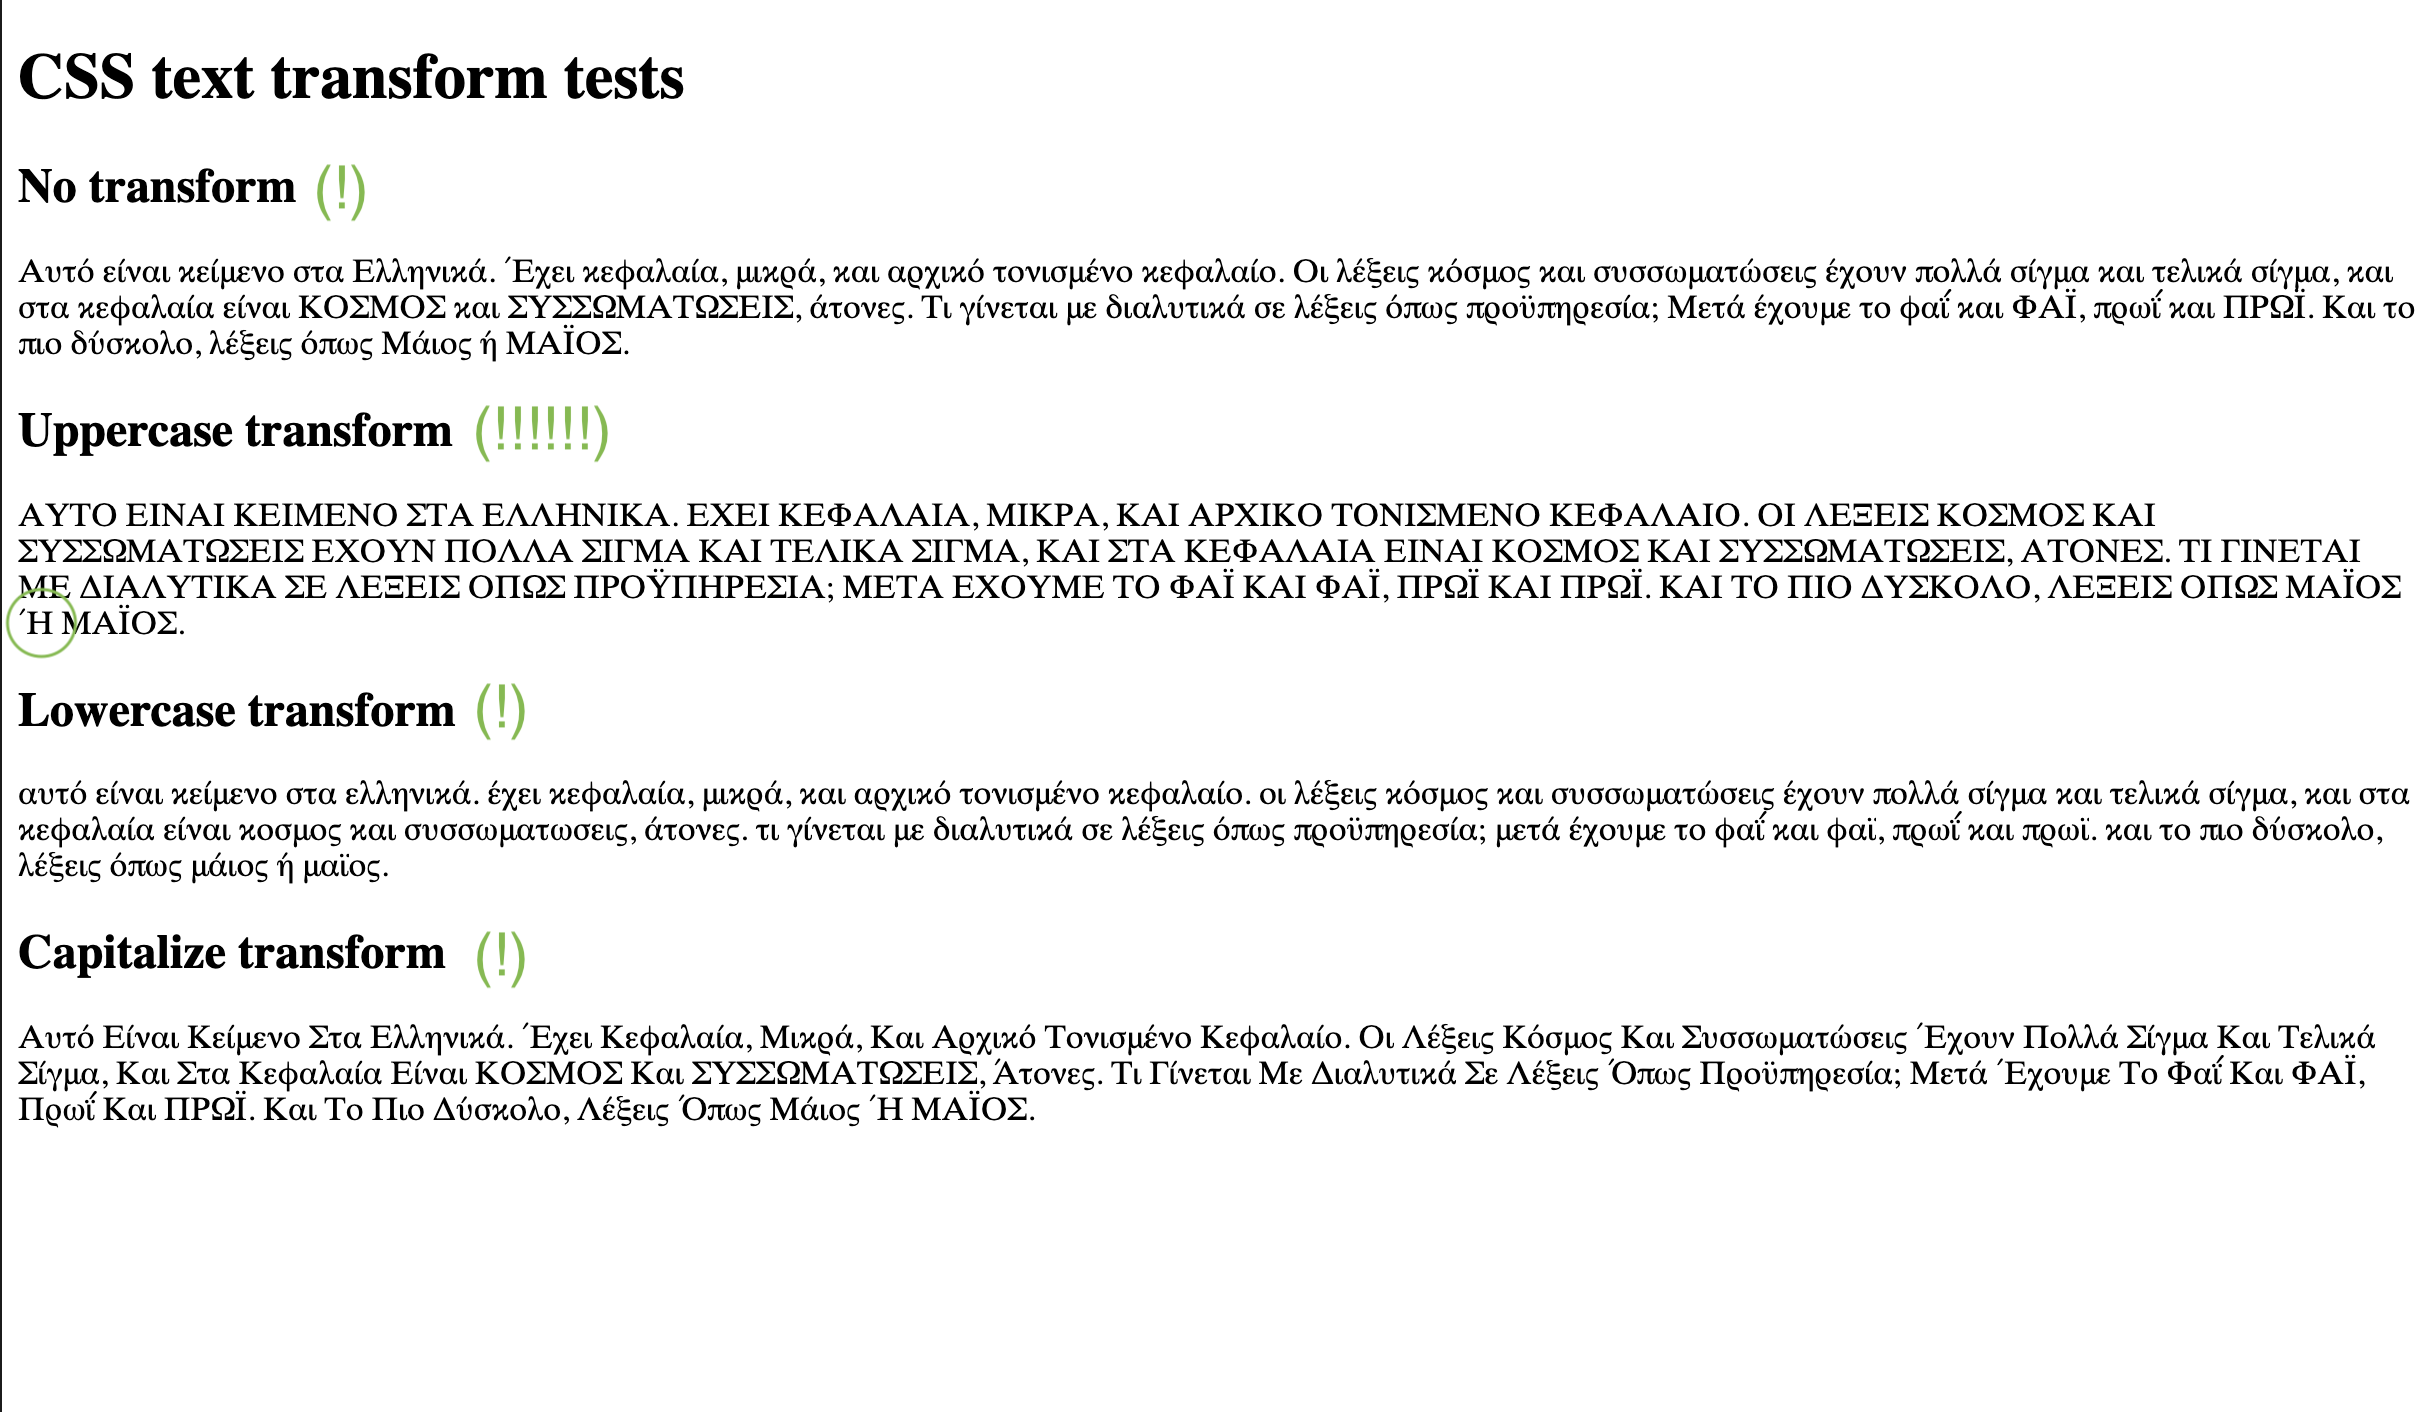 CSS text transform tests
No transform (!)
Αυτό είναι κείμενο στα Ελληνικά. Έχει κεφαλαία, μικρά, και αρχικό τονισμένο κεφαλαίο. Οι λέξεις κόσμος και συσσωματώσεις έχουν πολλά σίγμα και τελικά σίγμα, και
στα κεφαλαία είναι ΚΟΣΜΟΣ και ΣΥΣΣΩΜΑΤΩΣΕΙΣ, άτονες. Τι γίνεται με διαλυτικά σε λέξεις όπως προϋπηρεσία; Μετά έχουμε το φαΐ και ΦΑΪ, πρωΐ και ΠΡΩΪ. Και το
πιο δύσκολο, λέξεις όπως Μάιος ή ΜΑΪΟΣ.
Uppercase transform (!!!!!!)
ΑΥΤΟ ΕΙΝΑΙ ΚΕΙΜΕΝΟ ΣΤΑ ΕΛΛΗΝΙΚΑ. ΕΧΕΙ ΚΕΦΑΛΑΙΑ, ΜΙΚΡΑ, ΚΑΙ ΑΡΧΙΚΟ ΤΟΝΙΣΜΕΝΟ ΚΕΦΑΛΑΙΟ. ΟΙ ΛΕΞΕΙΣ ΚΟΣΜΟΣ ΚΑΙ
ΣΥΣΣΩΜΑΤΩΣΕΙΣ ΕΧΟΥΝ ΠΟΛΛΑ ΣΙΓΜΑ ΚΑΙ ΤΕΛΙΚΑ ΣΙΓΜΑ, ΚΑΙ ΣΤΑ ΚΕΦΑΛΑΙΑ ΕΙΝΑΙ ΚΟΣΜΟΣ ΚΑΙ ΣΥΣΣΩΜΑΤΩΣΕΙΣ, ΑΤΟΝΕΣ. ΤΙ ΓΙΝΕΤΑΙ
ΜΕ ΔΙΑΛΥΤΙΚΑ ΣΕ ΛΕΞΕΙΣ ΟΠΩΣ ΠΡΟΫΠΗΡΕΣΙΑ; ΜΕΤΑ ΕΧΟΥΜΕ ΤΟ ΦΑΪ ΚΑΙ ΦΑΪ, ΠΡΩΪ ΚΑΙ ΠΡΩΪ. ΚΑΙ ΤΟ ΠΙΟ ΔΥΣΚΟΛΟ, ΛΕΞΕΙΣ ΟΠΩΣ ΜΑΪΟΣ
Ή ΜΑΪΟΣ.
Lowercase transform (!)
αυτό είναι κείμενο στα ελληνικά. έχει κεφαλαία, μικρά, και αρχικό τονισμένο κεφαλαίο. οι λέξεις κόσμος και συσσωματώσεις έχουν πολλά σίγμα και τελικά σίγμα, και στα
κεφαλαία είναι κοσμος και συσσωματωσεις, άτονες. τι γίνεται με διαλυτικά σε λέξεις όπως προϋπηρεσία; μετά έχουμε το φαΐ και φαϊ, πρωΐ και πρωϊ. και το πιο δύσκολο,
λέξεις όπως μάιος ή μαϊος.
Capitalize transform (!)
Αυτό Είναι Κείμενο Στα Ελληνικά. Έχει Κεφαλαία, Μικρά, Και Αρχικό Τονισμένο Κεφαλαίο. Οι Λέξεις Κόσμος Και Συσσωματώσεις Έχουν Πολλά Σίγμα Και Τελικά
Σίγμα, Και Στα Κεφαλαία Είναι ΚΟΣΜΟΣ Και ΣΥΣΣΩΜΑΤΩΣΕΙΣ, Άτονες. Τι Γίνεται Με Διαλυτικά Σε Λέξεις Όπως Προϋπηρεσία; Μετά Έχουμε Το Φαΐ Και ΦΑΪ,
Πρωΐ Και ΠΡΩΪ. Και Το Πιο Δύσκολο, Λέξεις Όπως Μάιος Ή ΜΑΪΟΣ.